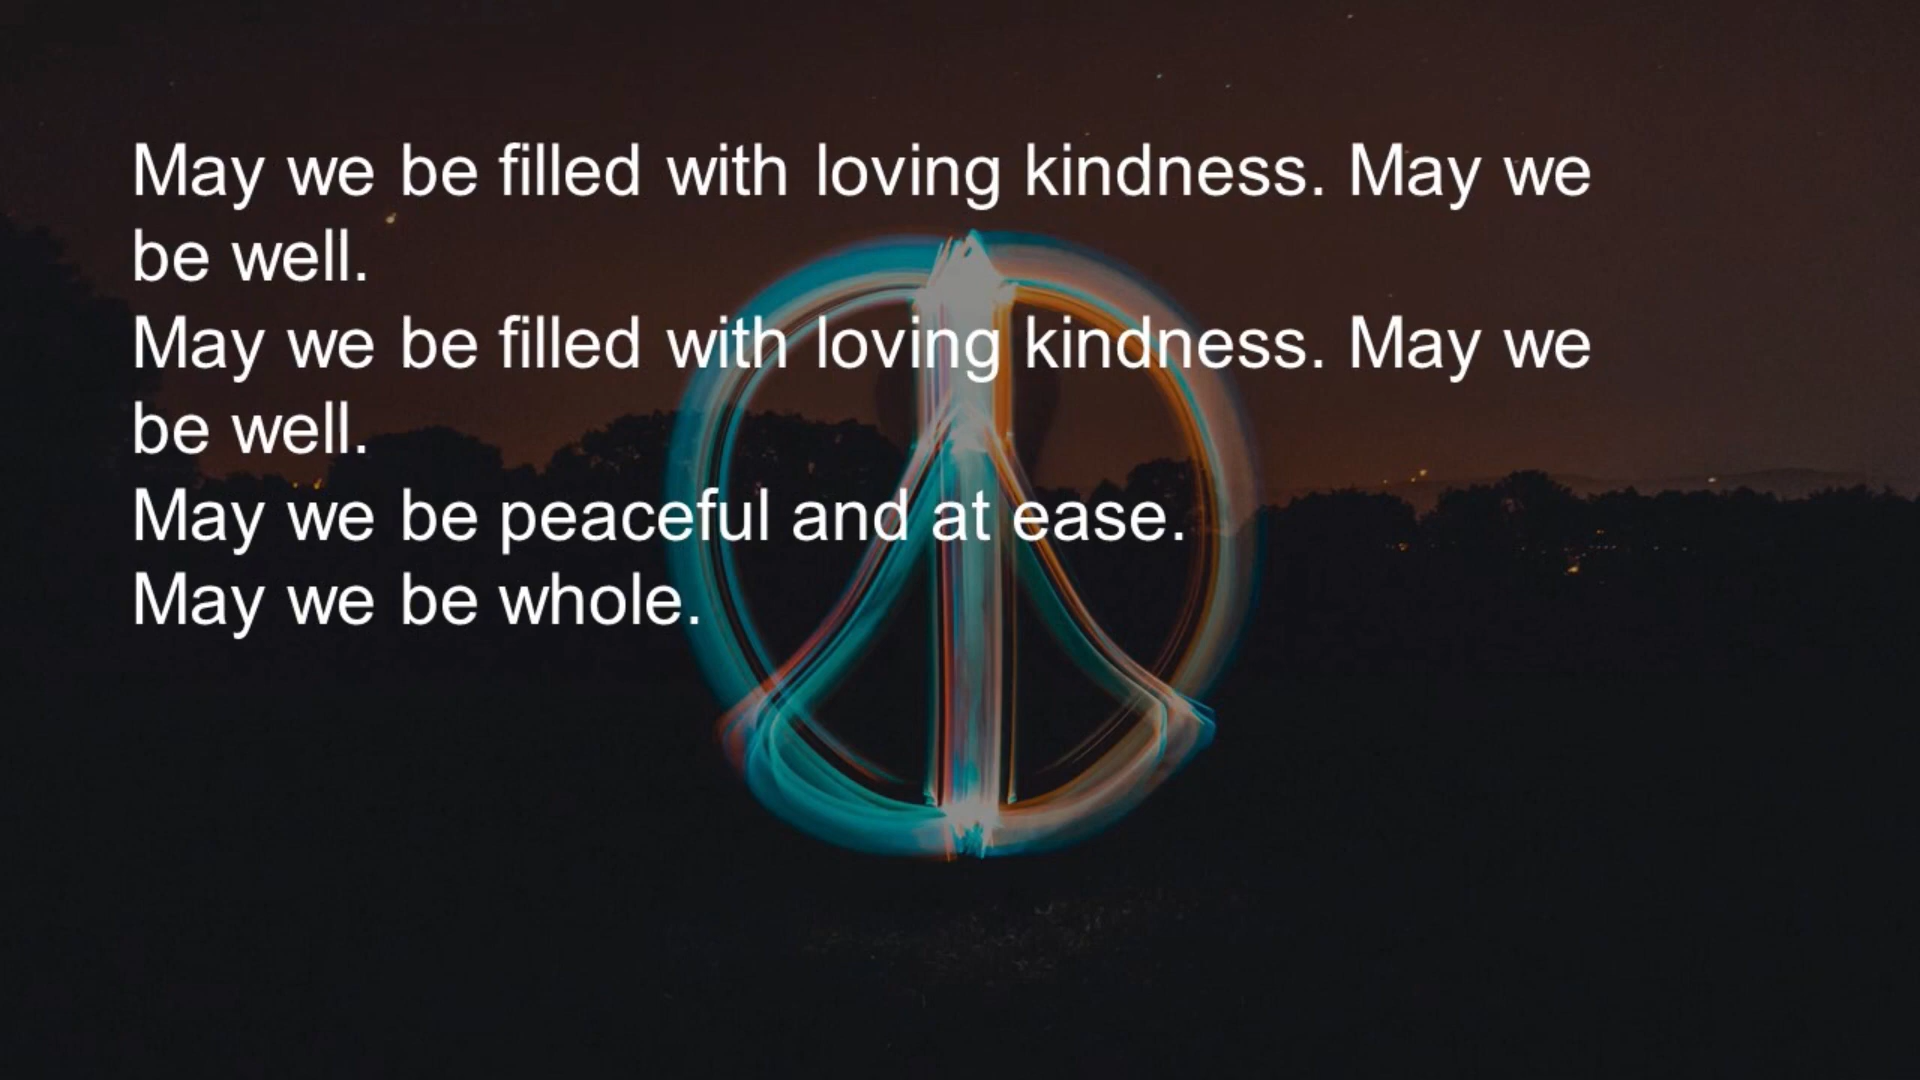 May we be filled with loving kindness. May we
be well.
May we be filled with loving kindness. May we
be well.
May we be peaceful and at ease.
May we be whole.